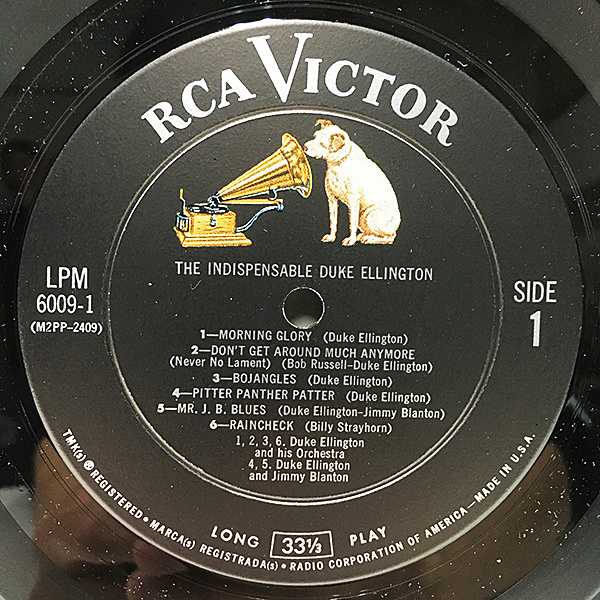 RCA VICTOR
THE INDISPENSABLE DUKE ELLINGTON
LPM
6009-1
(M2PP-2409)
SIDE
1
1—MORNING GLORY (Duke Ellington)
2—DON'T GET AROUND MUCH ANYMORE
(Never No Lament) (Bob Russell-Duke Ellington)
3—BOJANGLES (Duke Ellington)
4—PITTER PANTHER PATTER (Duke Ellington)
5—MR. J. B. BLUES (Duke Ellington-Jimmy Blanton)
6—RAINCHECK (Billy Strayhorn)
1, 2, 3, 6. Duke Ellington
and his Orchestra
4, 5. Duke Ellington
and Jimmy Blanton
LONG 33⅓ PLAY
TMK(s) ® REGISTERED • MARCA(s) REGISTRADA(s) • RADIO CORPORATION OF AMERICA—MADE IN U.S.A.